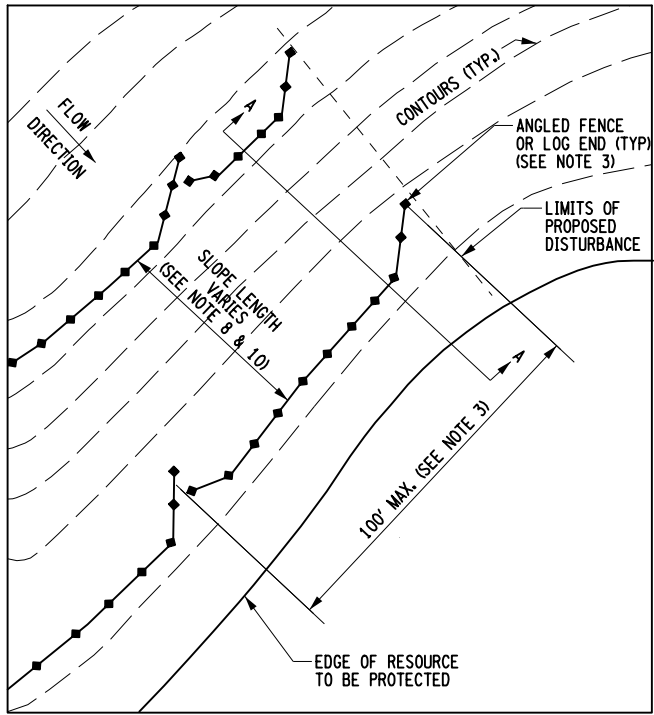 FLOW
DIRECTION
A
CONTOURS (TYP.)
ANGLED FENCE
OR LOG END (TYP)
(SEE NOTE 3)
LIMITS OF
PROPOSED
DISTURBANCE
SLOPE LENGTH
VARIES
(SEE NOTE 8 & 10)
A
100' MAX. (SEE NOTE 3)
EDGE OF RESOURCE
TO BE PROTECTED